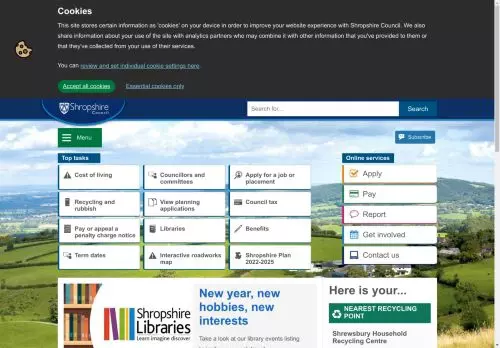 Cookies
This site stores certain information as 'cookies' on your device in order to improve your website experience with Shropshire Council. We also
share information about your use of the site with analytics partners who may combine it with other information that you've provided to them or
that they've collected from your use of their services.
You can review and set individual cookie settings here.
Accept all cookies
Essential cookies only
Shropshire
Council
Search for...
Search
Menu
Subscribe
Top tasks
Cost of living
Councillors and
committees
Apply for a job or
placement
Recycling and
rubbish
View planning
applications
Council tax
Pay or appeal a
penalty charge notice
Libraries
Benefits
Term dates
Interactive roadworks
map
Shropshire Plan
2022-2025
Online services
Apply
Pay
Report
Get involved
Contact us
Shropshire
Libraries
Learn imagine discover
New year, new
hobbies, new
interests
Take a look at our library events listing
Here is your...
NEAREST RECYCLING
POINT
Shrewsbury Household
Recycling Centre